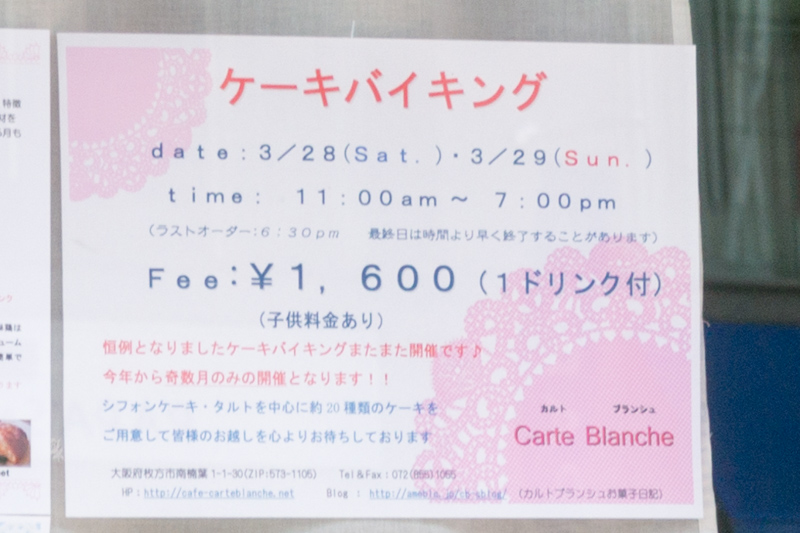 ケーキバイキング
date：3／28(Sat．)・3／29(Sun．)
time： 11：00am～ 7：00pm
(ラストオーダー：6：30pm 最終日は時間より早く終了することがあります)
Fee：¥1，600（1ドリンク付）
（子供料金あり）
恒例となりましたケーキバイキングまたまた開催です♪
今年から奇数月のみの開催となります！！
シフォンケーキ・タルトを中心に約20種類のケーキを
ご用意して皆様のお越しを心よりお待ちしております
カルト ブランシュ
Carte Blanche
大阪府枚方市南楠葉1-1-30(ZIP:573-1105) Tel＆Fax：072(855)1055
HP：http://cafe-carteblanche.net Blog： （カルトブランシュお菓子日記）
特徴
材を